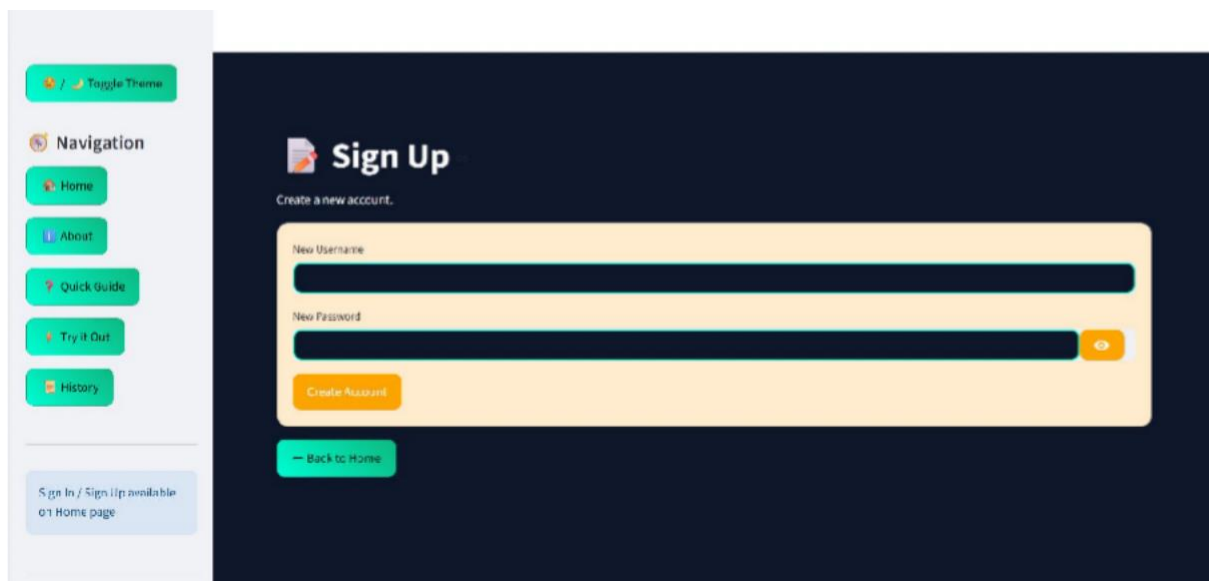 / Toggle Theme
Navigation
Home
About
Quick Guide
Try it Out
History
Sign In / Sign Up available
on Home page
Sign Up
Create a new account.
New Username
New Password
Create Account
Back to Home